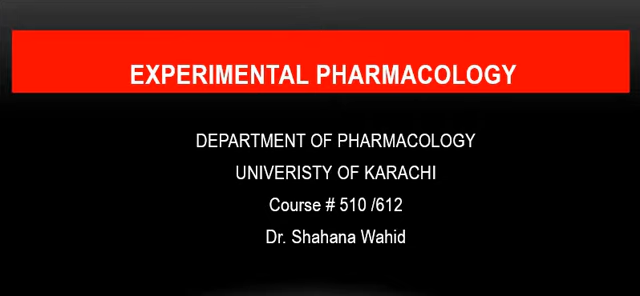 EXPERIMENTAL PHARMACOLOGY
DEPARTMENT OF PHARMACOLOGY
UNIVERISTY OF KARACHI
Course # 510 /612
Dr. Shahana Wahid